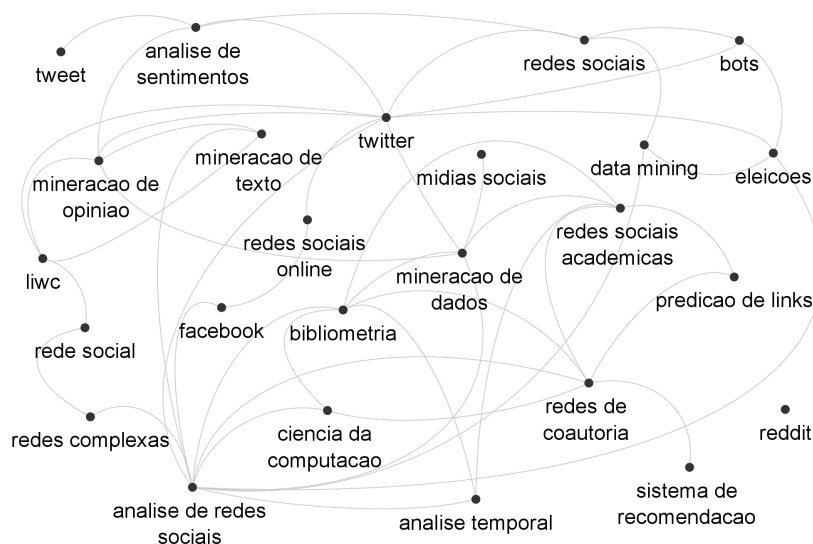 tweet
analise de
sentimentos
redes sociais
bots
twitter
mineracao de
opiniao
mineracao de
texto
midias sociais
data mining
eleicoes
redes sociais
online
redes sociais
academicas
liwc
mineracao de
dados
predicao de links
facebook
bibliometria
rede social
redes complexas
ciencia da
computacao
redes de
coautoria
reddit
analise de redes
sociais
analise temporal
sistema de
recomendacao